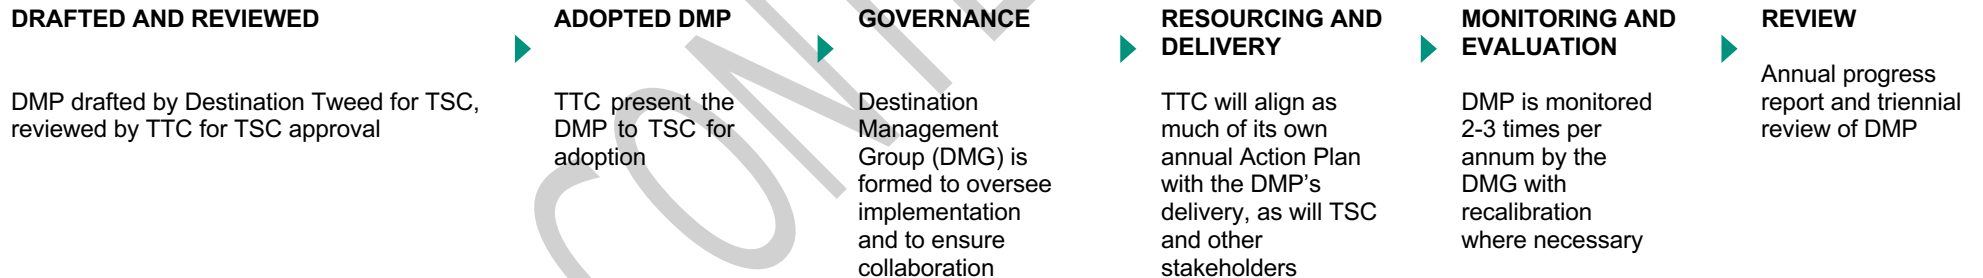 DRAFTED AND REVIEWED
DMP drafted by Destination Tweed for TSC,
reviewed by TTC for TSC approval
ADOPTED DMP
TTC present the
DMP to TSC for
adoption
GOVERNANCE
Destination
Management
Group (DMG) is
formed to oversee
implementation
and to ensure
collaboration
RESOURCING AND
DELIVERY
TTC will align as
much of its own
annual Action Plan
with the DMP's
delivery, as will TSC
and other
stakeholders
MONITORING AND
EVALUATION
DMP is monitored
2-3 times per
annum by the
DMG with
recalibration
where necessary
REVIEW
Annual progress
report and triennial
review of DMP